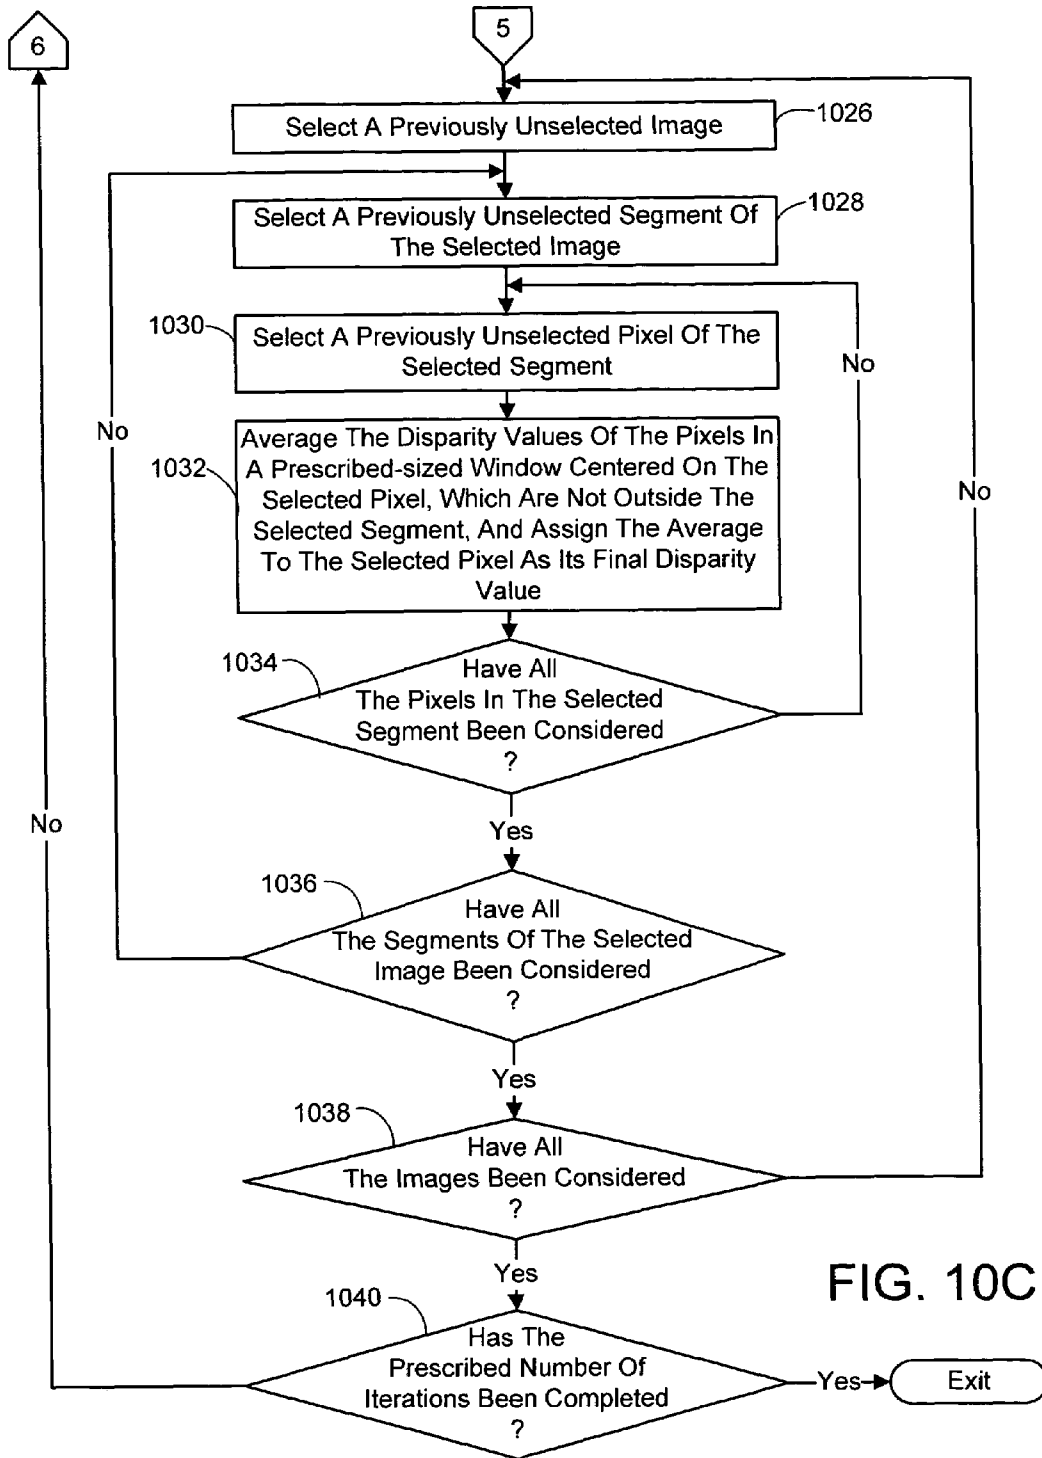 6
5
Select A Previously Unselected Image
1026
Select A Previously Unselected Segment Of
The Selected Image
1028
1030
Select A Previously Unselected Pixel Of The
Selected Segment
No
No
1032
Average The Disparity Values Of The Pixels In
A Prescribed-sized Window Centered On The
Selected Pixel, Which Are Not Outside The
Selected Segment, And Assign The Average
To The Selected Pixel As Its Final Disparity
Value
No
1034
Have All
The Pixels In The Selected
Segment Been Considered
?
No
Yes
1036
Have All
The Segments Of The Selected
Image Been Considered
?
Yes
1038
Have All
The Images Been Considered
?
Yes
FIG. 10C
1040
Has The
Prescribed Number Of
Iterations Been Completed
?
Yes
Exit